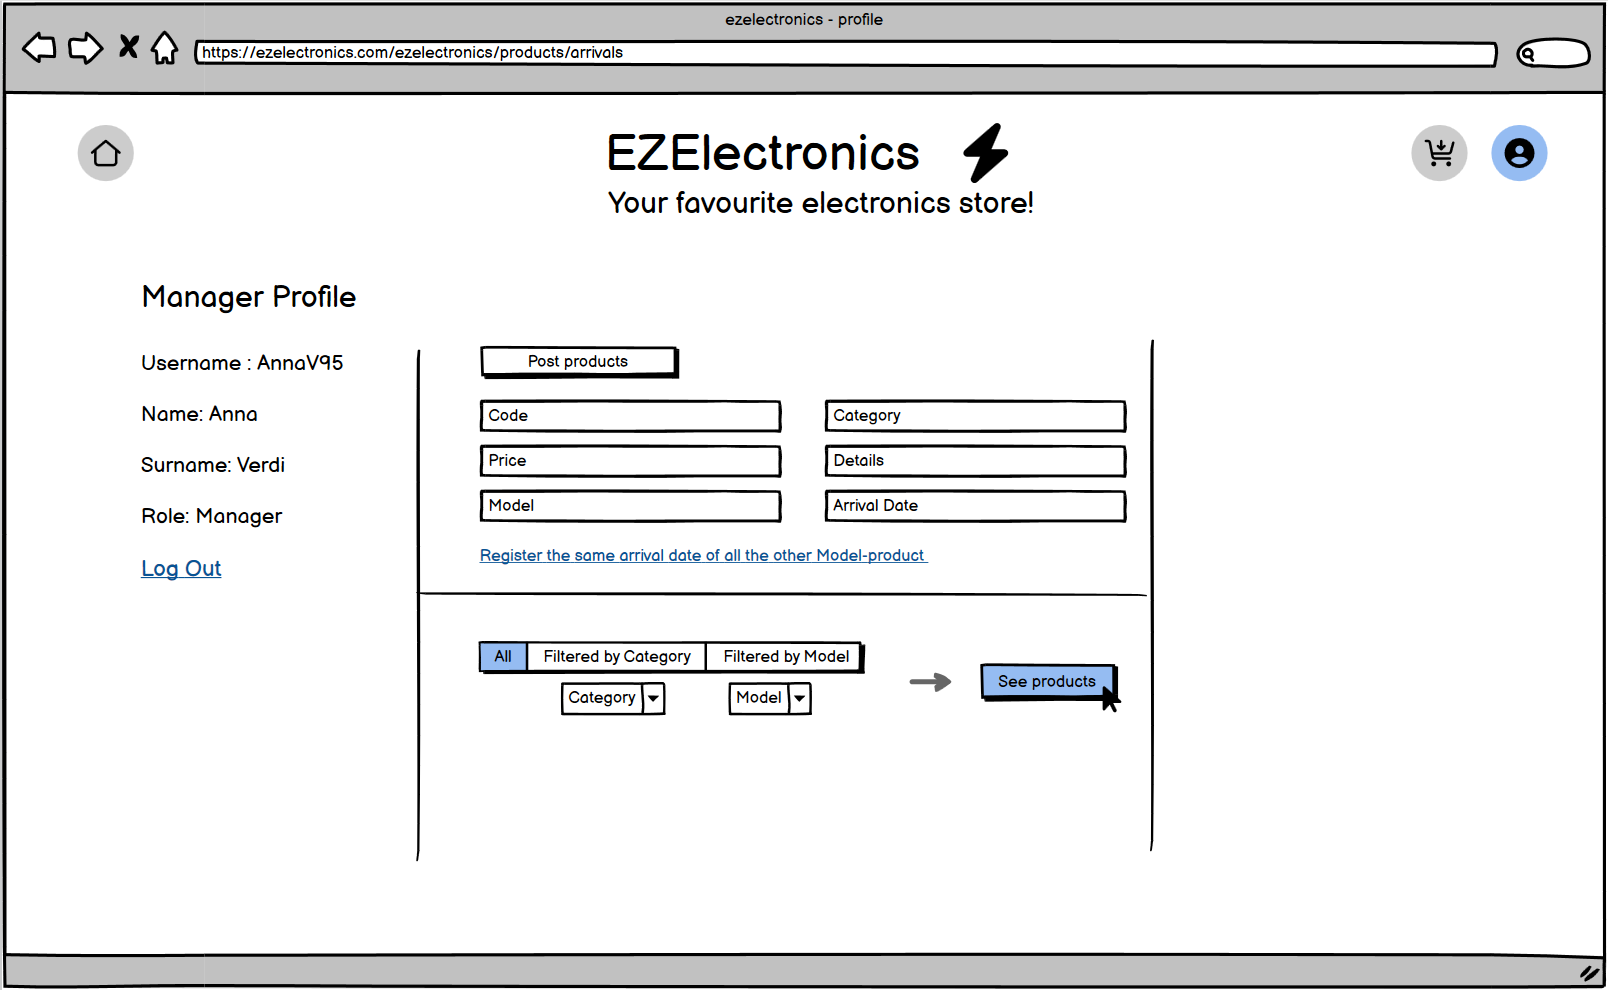 ezelectronics - profile
https://ezelectronics.com/ezelectronics/products/arrivals
EZElectronics
Your favourite electronics store!
Manager Profile
Username : AnnaV95
Name: Anna
Surname: Verdi
Role: Manager
Log Out
Post products
Code
Category
Price
Details
Model
Arrival Date
Register the same arrival date of all the other Model-product
All
Filtered by Category
Filtered by Model
Category
Model
See products